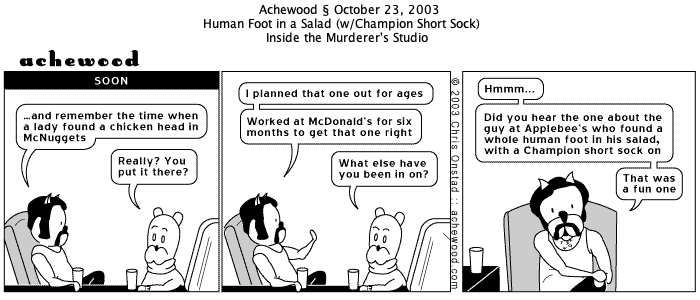 Achewood § October 23, 2003
Human Foot in a Salad (w/Champion Short Sock)
Inside the Murderer's Studio
achewood
SOON
...and remember the time when
a lady found a chicken head in
McNuggets
Really? You
put it there?
I planned that one out for ages
Worked at McDonald's for six
months to get that one right
What else have
you been in on?
© 2003 Chris Onstad :: achewood.com
Hmmm...
Did you hear the one about the
guy at Applebee's who found a
whole human foot in his salad,
with a Champion short sock on
That was
a fun one